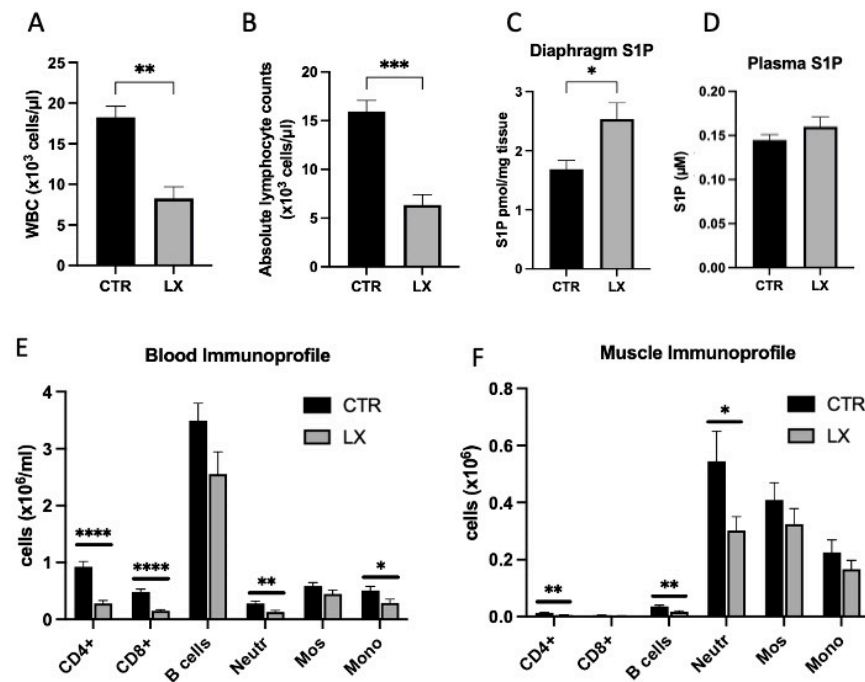 A
**
WBC (x10³ cells/µl)
25
20
15
10
5
0
CTR
LX
B
***
Absolute lymphocyte counts
(x10³ cells/µl)
20
15
10
5
0
CTR
LX
C
Diaphragm S1P
*
S1P pmol/mg tissue
3
2
1
0
CTR
LX
D
Plasma S1P
S1P (µM)
0.20
0.15
0.10
0.05
0.00
CTR
LX
E
Blood Immunoprofile
cells (x10⁶/ml)
4
3
2
1
0
CTR
LX
****
****
**
*
CD4+
CD8+
B cells
Neutr
Mos
Mono
F
Muscle Immunoprofile
cells (x10⁶)
0.8
0.6
0.4
0.2
0.0
CTR
LX
**
**
*
CD4+
CD8+
B cells
Neutr
Mos
Mono